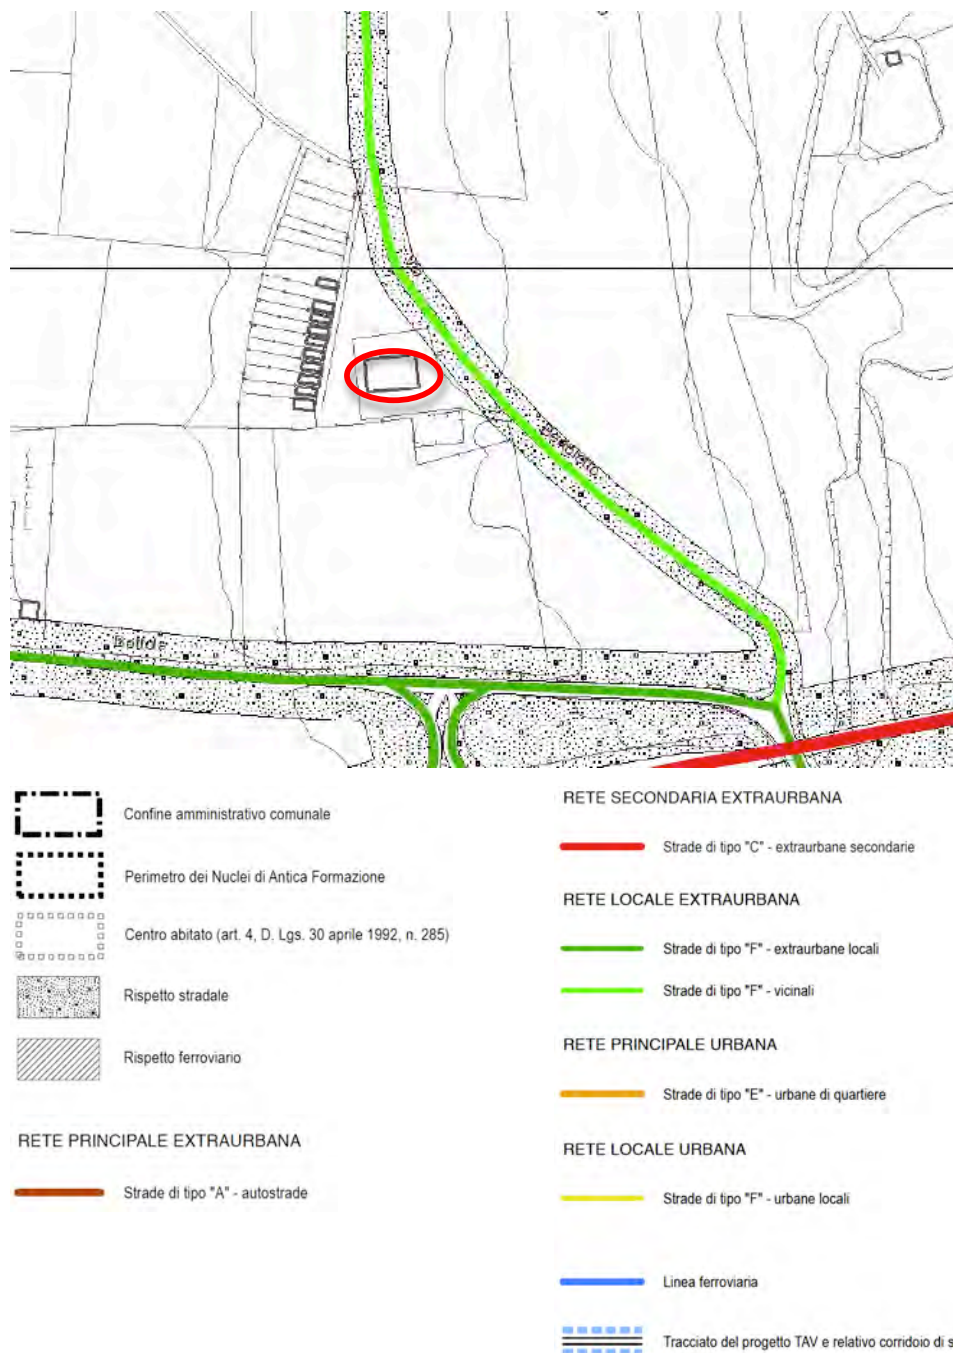 Confine amministrativo comunale
Perimetro dei Nuclei di Antica Formazione
Centro abitato (art. 4, D. Lgs. 30 aprile 1992, n. 285)
Rispetto stradale
Rispetto ferroviario
RETE PRINCIPALE EXTRAURBANA
Strade di tipo "A" - autostrade
RETE SECONDARIA EXTRAURBANA
Strade di tipo "C" - extraurbane secondarie
RETE LOCALE EXTRAURBANA
Strade di tipo "F" - extraurbane locali
Strade di tipo "F" - vicinali
RETE PRINCIPALE URBANA
Strade di tipo "E" - urbane di quartiere
RETE LOCALE URBANA
Strade di tipo "F" - urbane locali
Linea ferroviaria
Tracciato del progetto TAV e relativo corridoio di s